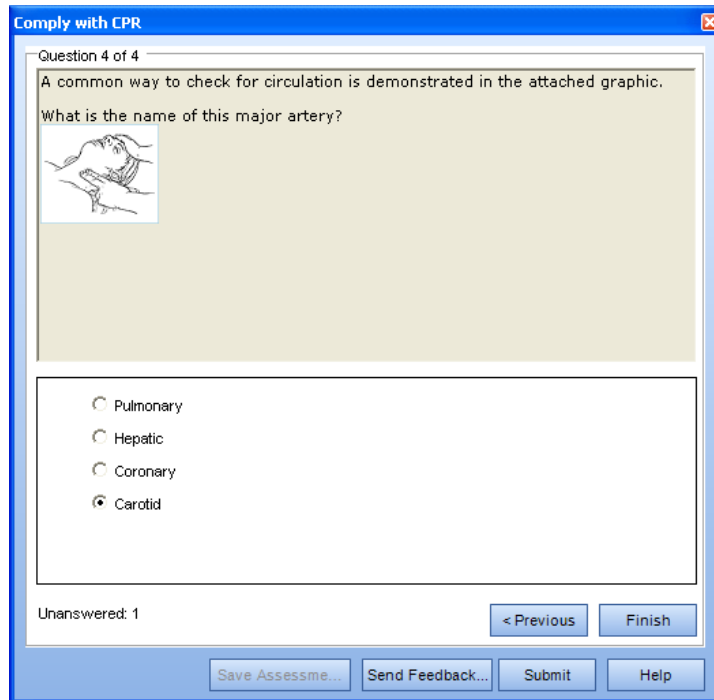 Comply with CPR
Question 4 of 4
A common way to check for circulation is demonstrated in the attached graphic.
What is the name of this major artery?
Pulmonary
Hepatic
Coronary
Carotid
Unanswered: 1
< Previous
Finish
Save Assessme...
Send Feedback...
Submit
Help